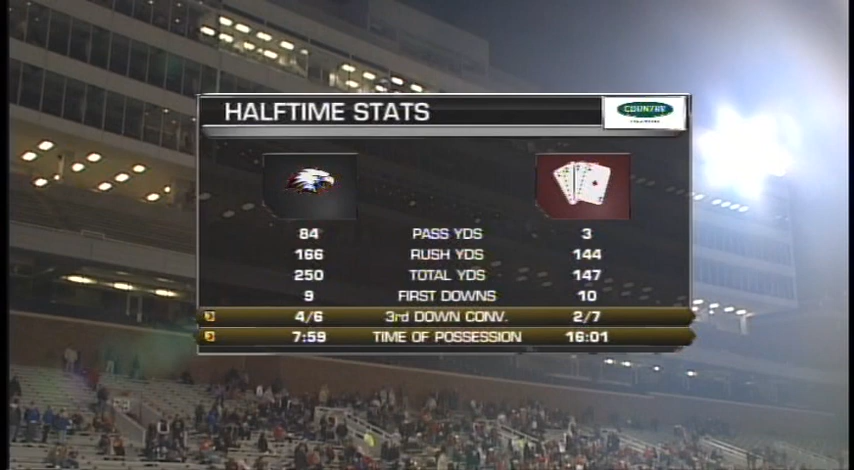 HALFTIME STATS
COUNTRY
84 PASS YDS 3
166 RUSH YDS 144
250 TOTAL YDS 147
9 FIRST DOWNS 10
4/6 3rd DOWN CONV. 2/7
7:59 TIME OF POSSESSION 16:01